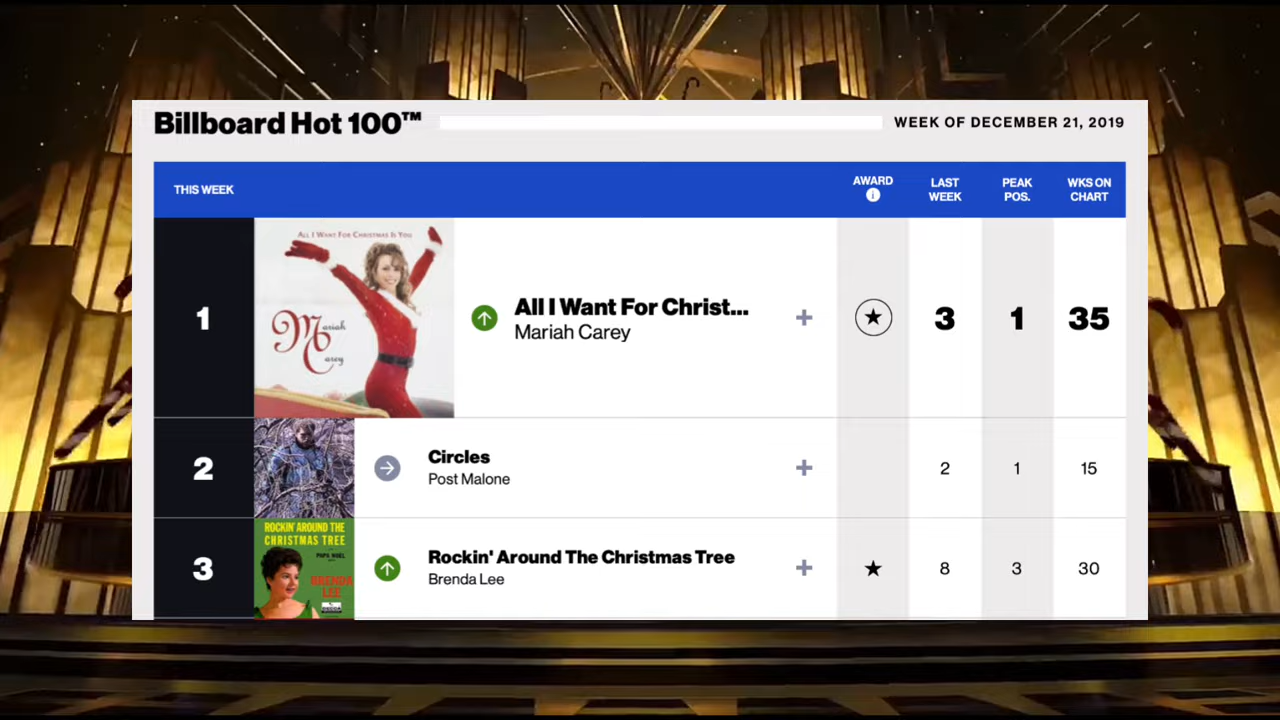 Billboard Hot 100™
WEEK OF DECEMBER 21, 2019
THIS WEEK
AWARD
LAST WEEK
PEAK POS.
WKS ON CHART
1
ALL I WANT FOR CHRISTMAS IS YOU
Mariah Carey
All I Want For Christ...
Mariah Carey
3
1
35
2
Circles
Post Malone
2
1
15
3
ROCKIN' AROUND THE
CHRISTMAS TREE
PAPA NOEL
BRENDA
LEE
Rockin' Around The Christmas Tree
Brenda Lee
8
3
30